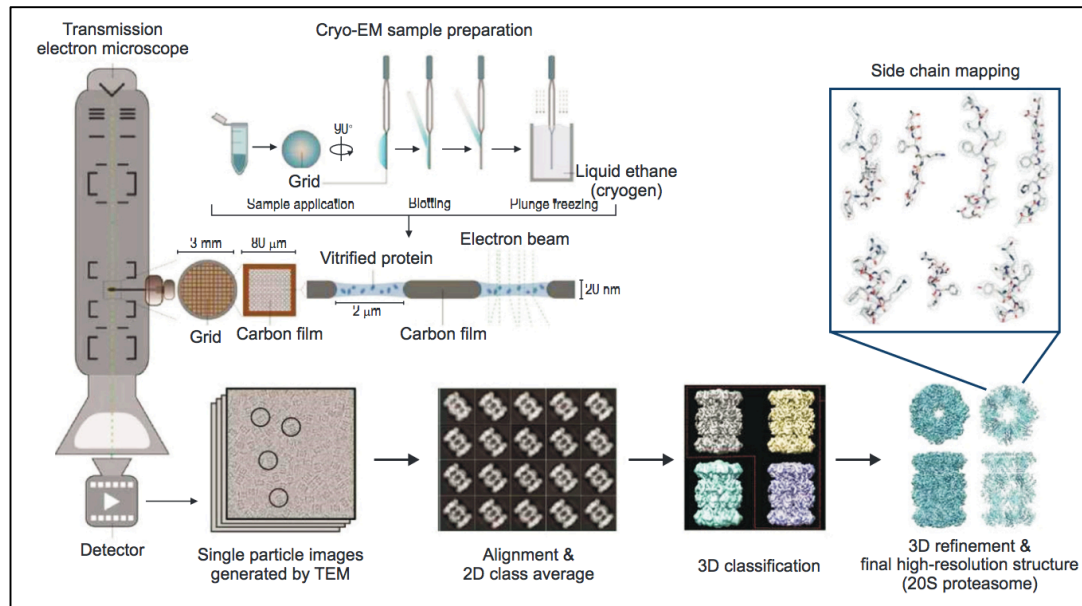 Transmission
electron microscope
Cryo-EM sample preparation
90°
Grid
Liquid ethane
(cryogen)
Sample application
Blotting
Plunge freezing
3 mm
80 μm
Vitrified protein
Electron beam
2 μm
20 nm
Grid
Carbon film
Carbon film
Side chain mapping
Detector
Single particle images
generated by TEM
Alignment &
2D class average
3D classification
3D refinement &
final high-resolution structure
(20S proteasome)